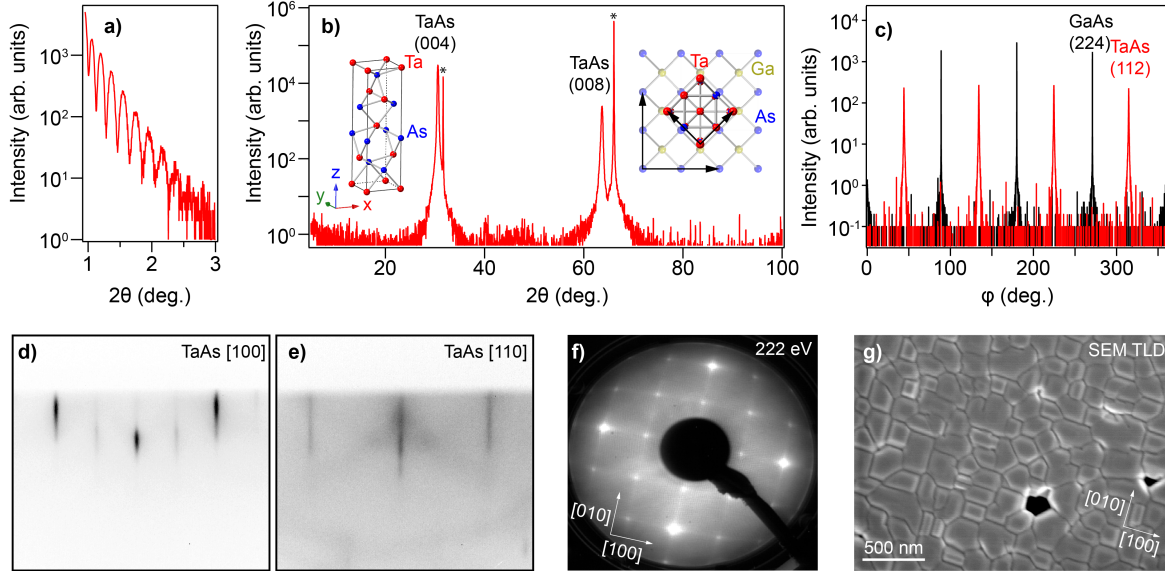 a)
Intensity (arb. units)
10³
10²
10¹
10⁰
1
2
3
2θ (deg.)
b)
Intensity (arb. units)
10⁶
10⁴
10²
10⁰
TaAs
(004)
*
TaAs
(008)
*
Ta
As
z
y
x
Ta
Ga
As
20
40
60
80
100
2θ (deg.)
c)
Intensity (arb. units)
10⁴
10³
10²
10¹
10⁰
10⁻¹
GaAs
(224)
TaAs
(112)
0
100
200
300
φ (deg.)
d)
TaAs [100]
e)
TaAs [110]
f)
222 eV
[010]
[100]
g)
SEM TLD
[010]
[100]
500 nm